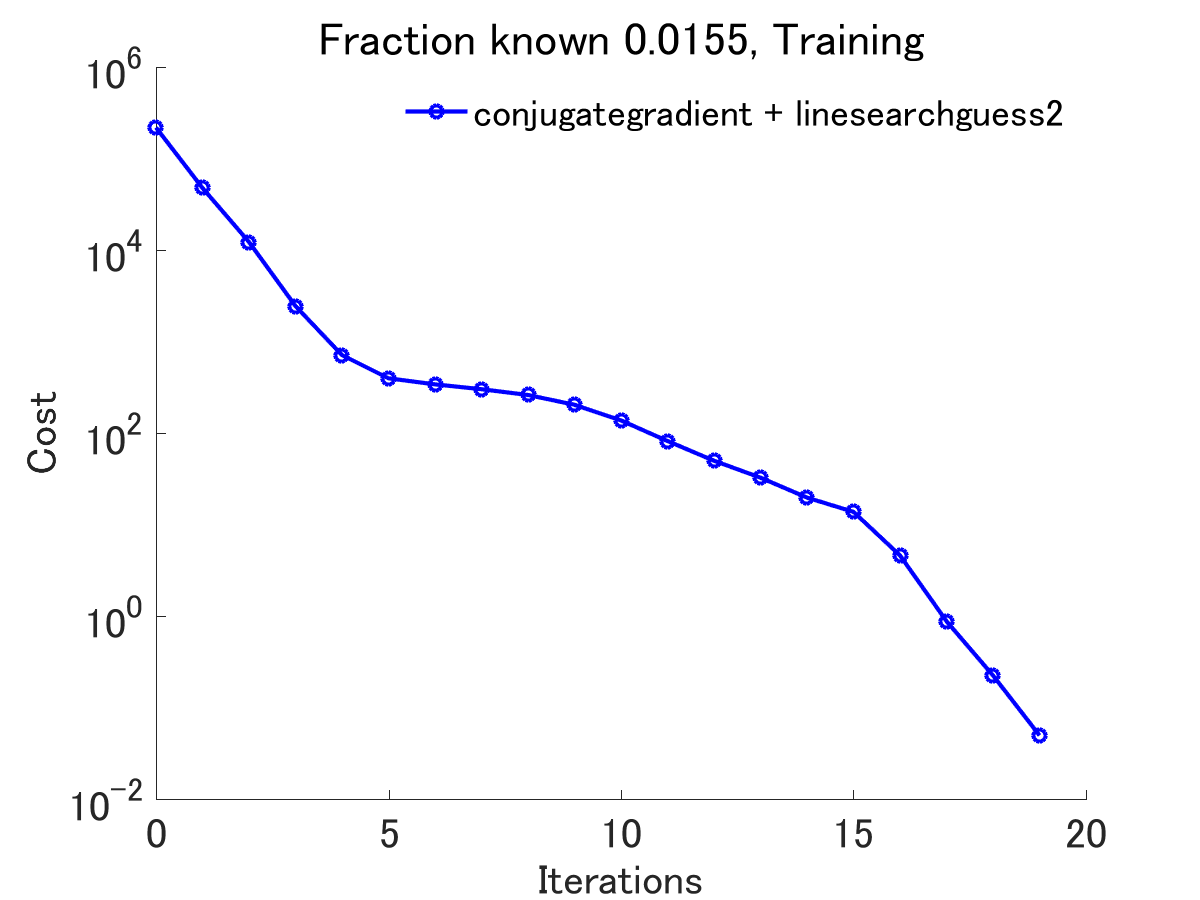 Fraction known 0.0155, Training
conjugategradient + linesearchguess2
10^6
10^4
10^2
10^0
10^-2
Cost
0 5 10 15 20
Iterations